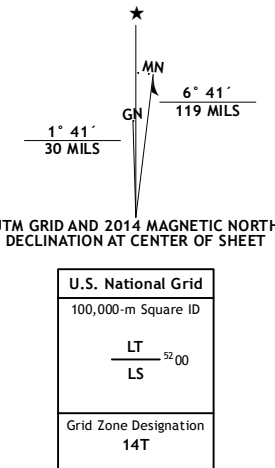 ★
MN
GN
6° 41´
119 MILS
1° 41´
30 MILS
UTM GRID AND 2014 MAGNETIC NORTH
DECLINATION AT CENTER OF SHEET
U.S. National Grid
100,000-m Square ID
LT
5200
LS
Grid Zone Designation
14T